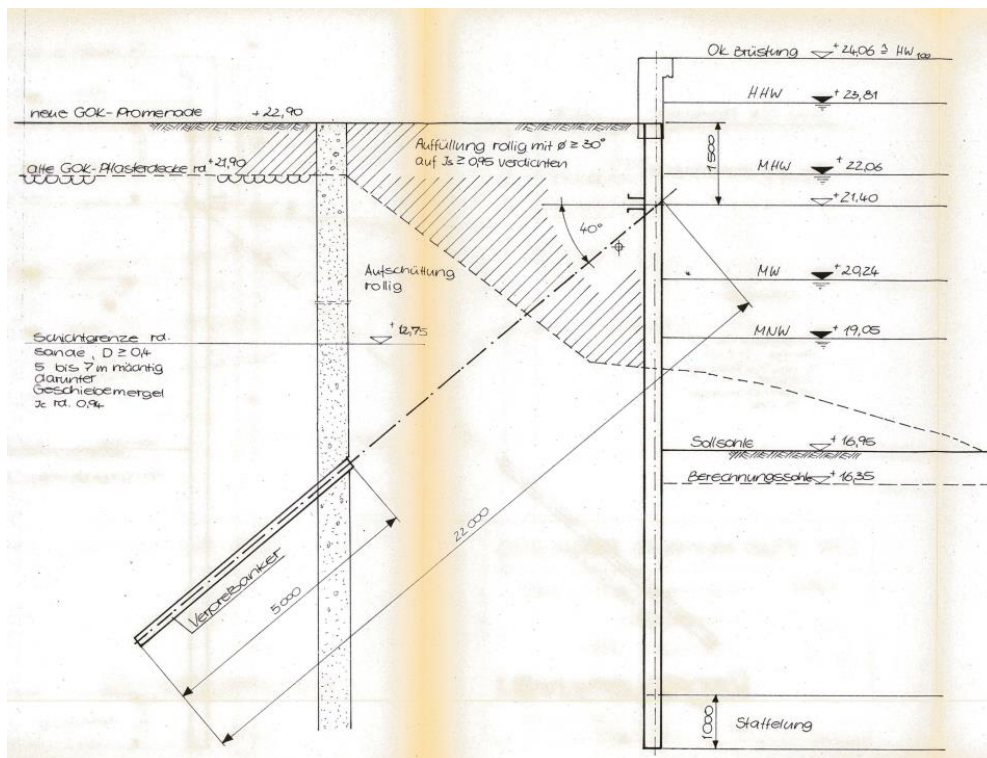 Ok Brüstung +24,06 ≙ HW100
HHW +23,81
neue GOK-Promenade +22,90
Auffüllung rollig mit ø ≥ 30°
auf Js ≥ 0,95 verdichten
1500
MHW +22,06
alte GOK-Pflasterdecke rd +21,90
+21,40
40°
MW +20,24
Aufschüttung
rollig
MNW +19,05
+12,75
Schichtgrenze rd.
Sande, D ≥ 0,4
5 bis 7m mächtig
darunter
Geschiebemergel
Jc rd. 0,94
Sollsohle +16,95
Berechnungssohle +16,35
22000
5000
Verpreßanker
1000
Staffelung